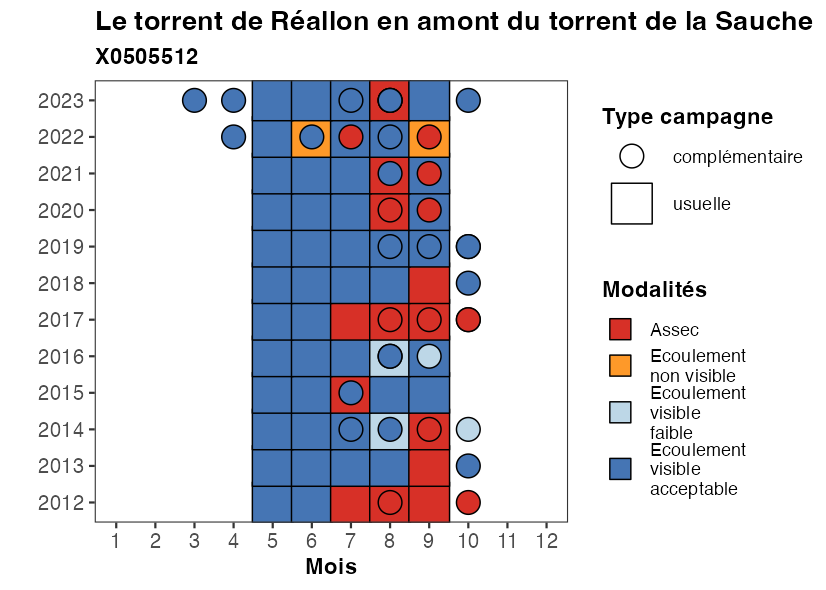 Le torrent de Réallon en amont du torrent de la Sauche
X0505512
2023
2022
2021
2020
2019
2018
2017
2016
2015
2014
2013
2012
1 2 3 4 5 6 7 8 9 10 11 12
Mois
Type campagne
complémentaire
usuelle
Modalités
Assec
Ecoulement
non visible
Ecoulement
visible
faible
Ecoulement
visible
acceptable